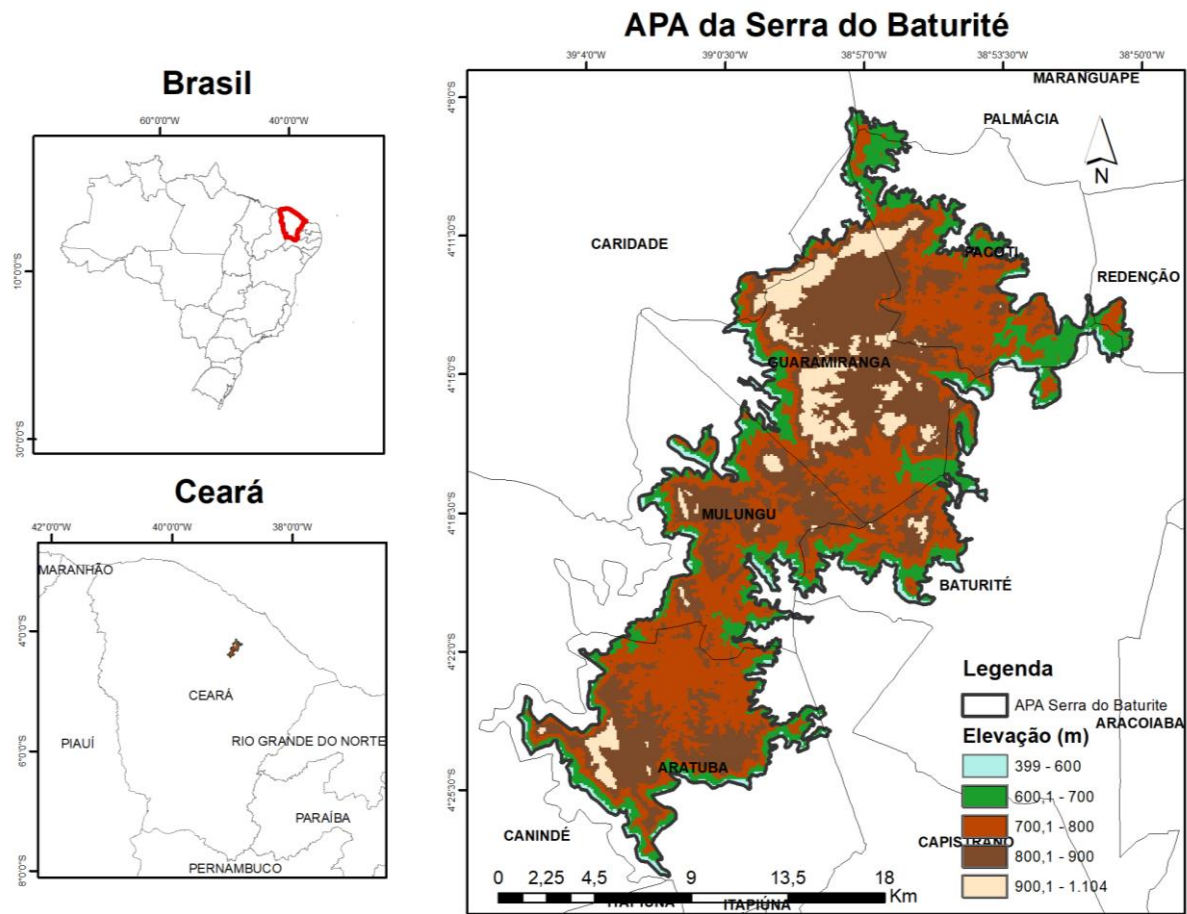 APA da Serra do Baturité
39°4'0"W 39°0'30"W 38°57'0"W 38°53'30"W 38°50'0"W
4°8'0"S
4°11'30"S
4°15'0"S
4°18'30"S
4°22'0"S
4°25'30"S
MARANGUAPE
PALMÁCIA
CARIDADE
PACOTI
REDENÇÃO
GUARAMIRANGA
MULUNGU
BATURITÉ
ARATUBA
CANINDÉ
ARACOIABA
CAPISTRANO
ITAPIÚNA
ITAPIÚNA
N
Legenda
APA Serra do Baturite
Elevação (m)
399 - 600
600,1 - 700
700,1 - 800
800,1 - 900
900,1 - 1.104
0 2,25 4,5 9 13,5 18
Km
Brasil
60°0'0"W 40°0'0"W
10°0'0"S
30°0'0"S
Ceará
42°0'0"W 40°0'0"W 38°0'0"W
4°0'0"S
6°0'0"S
8°0'0"S
MARANHÃO
CEARÁ
PIAUÍ
RIO GRANDE DO NORTE
PARAÍBA
PERNAMBUCO